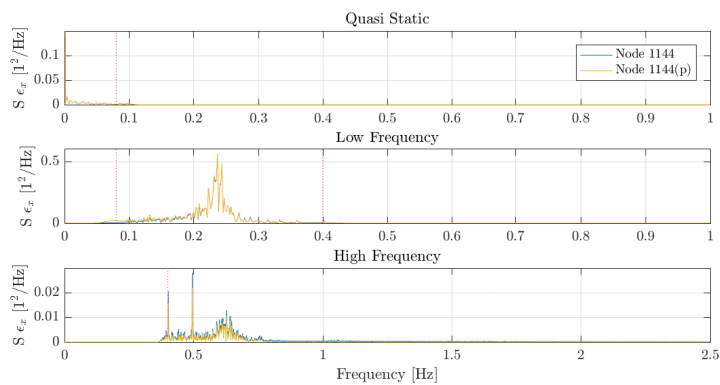 Quasi Static
S ϵx [1²/Hz]
0.1
0.05
0
Node 1144
Node 1144(p)
0 0.1 0.2 0.3 0.4 0.5 0.6 0.7 0.8 0.9 1
Low Frequency
S ϵx [1²/Hz]
0.5
0
0 0.1 0.2 0.3 0.4 0.5 0.6 0.7 0.8 0.9 1
High Frequency
S ϵx [1²/Hz]
0.02
0.01
0
0 0.5 1 1.5 2 2.5
Frequency [Hz]